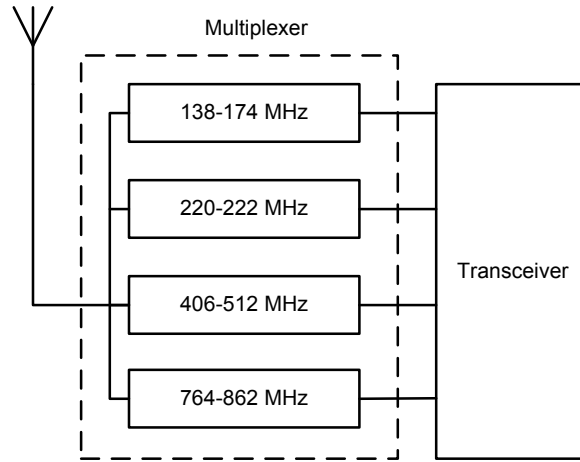 Multiplexer
138-174 MHz
220-222 MHz
406-512 MHz
764-862 MHz
Transceiver